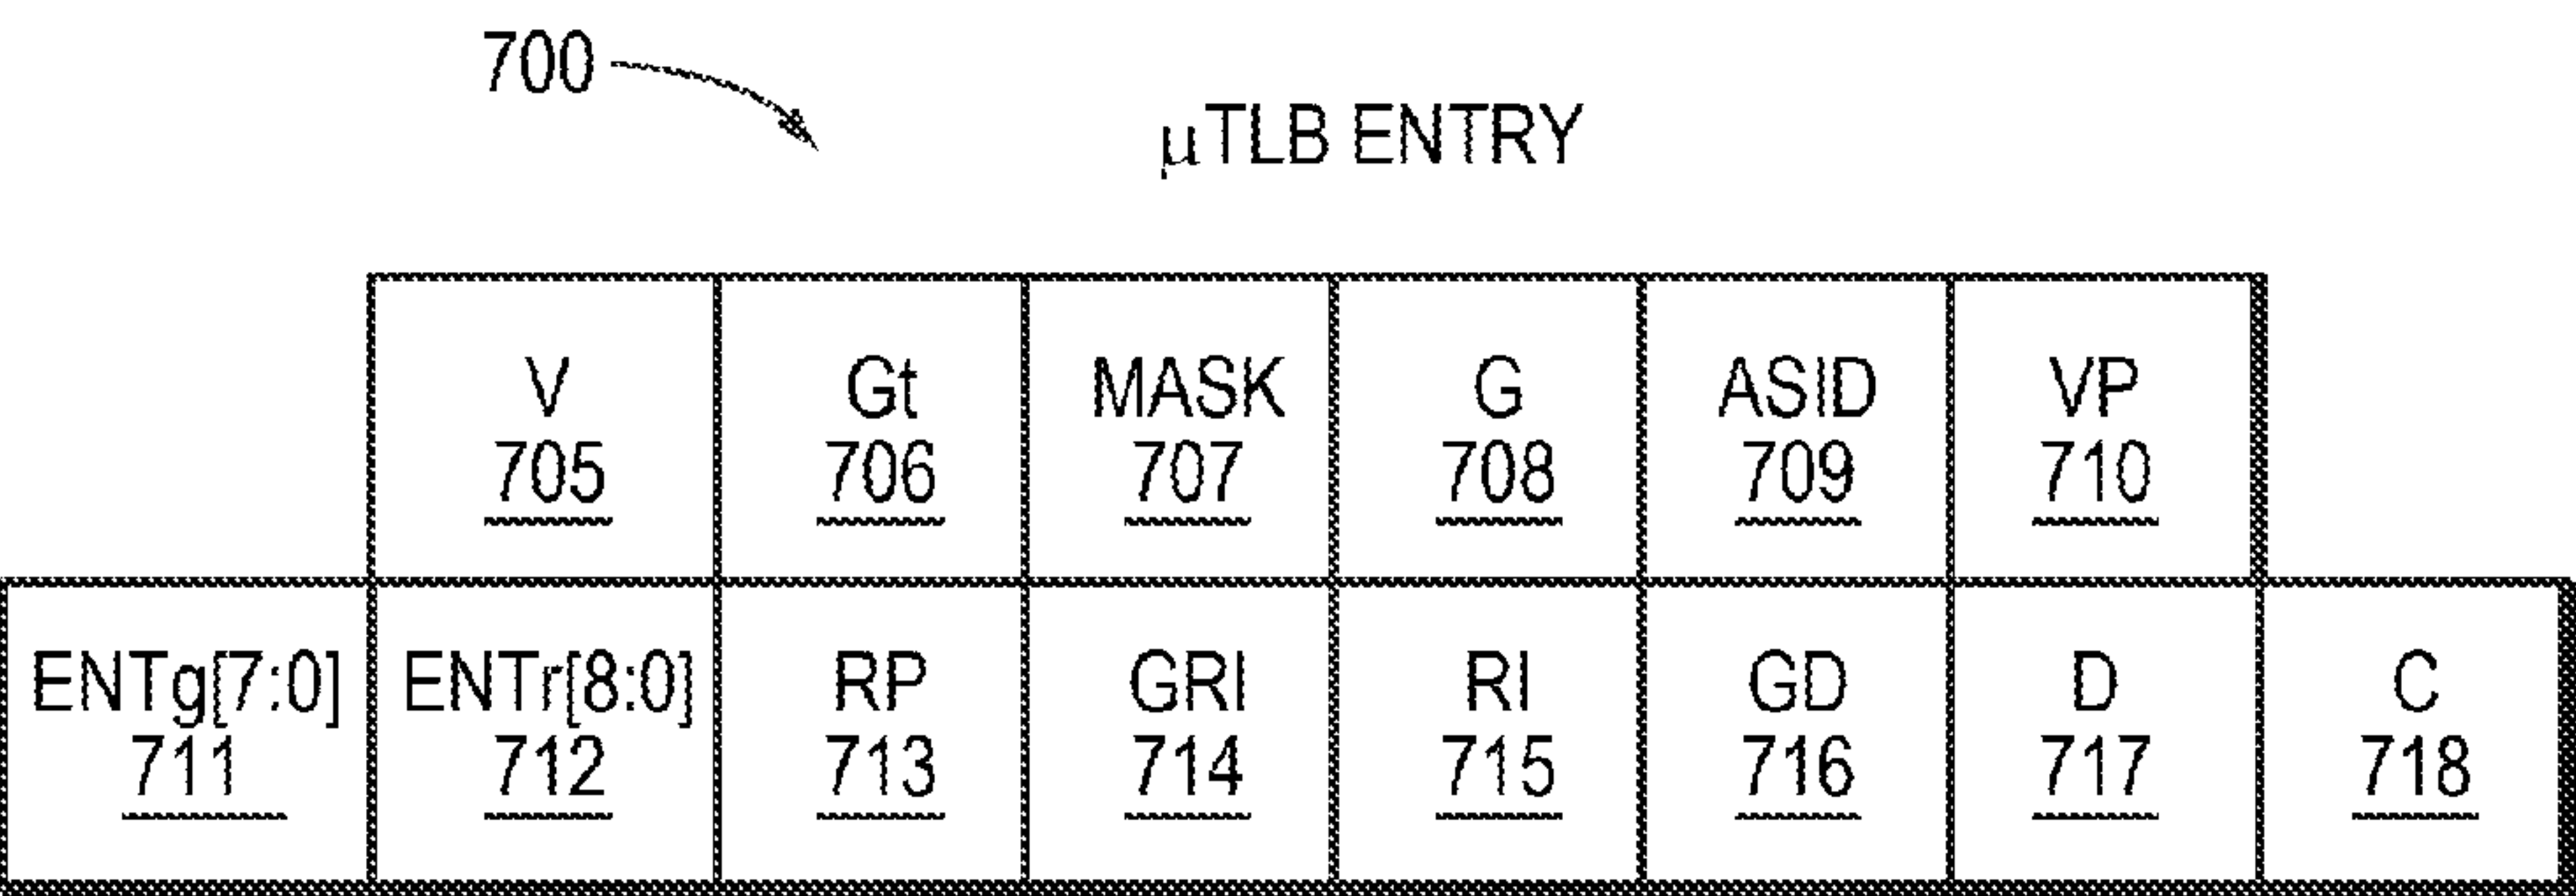 700
μTLB ENTRY
V Gt MASK G ASID VP
705 706 707 708 709 710
ENTg[7:0] ENTr[8:0] RP GRI RI GD D C
711 712 713 714 715 716 717 718